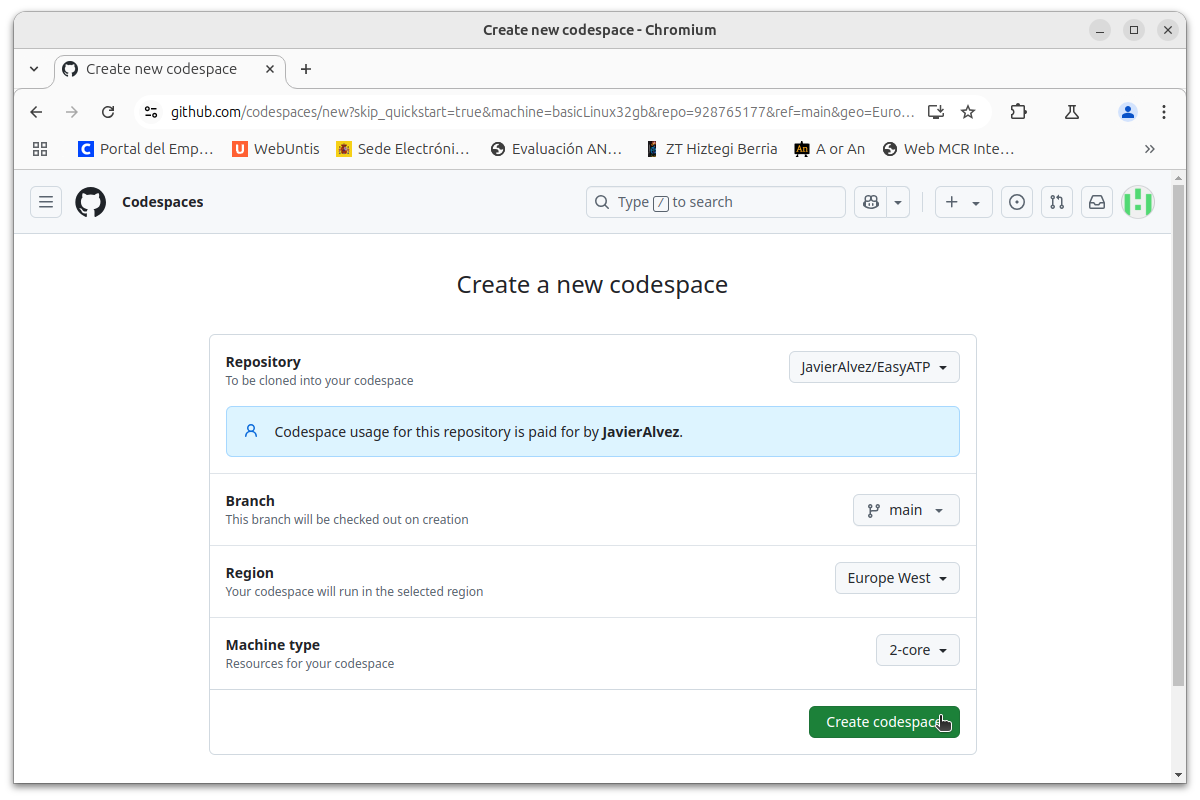 Create new codespace - Chromium
Create new codespace
github.com/codespaces/new?skip_quickstart=true&machine=basicLinux32gb&repo=928765177&ref=main&geo=Euro...
Portal del Emp... WebUntis Sede Electróni... Evaluación AN... ZT Hiztegi Berria An A or An Web MCR Inte...
Codespaces Type / to search
Create a new codespace
Repository
To be cloned into your codespace
JavierAlvez/EasyATP
Codespace usage for this repository is paid for by JavierAlvez.
Branch
This branch will be checked out on creation
main
Region
Your codespace will run in the selected region
Europe West
Machine type
Resources for your codespace
2-core
Create codespace